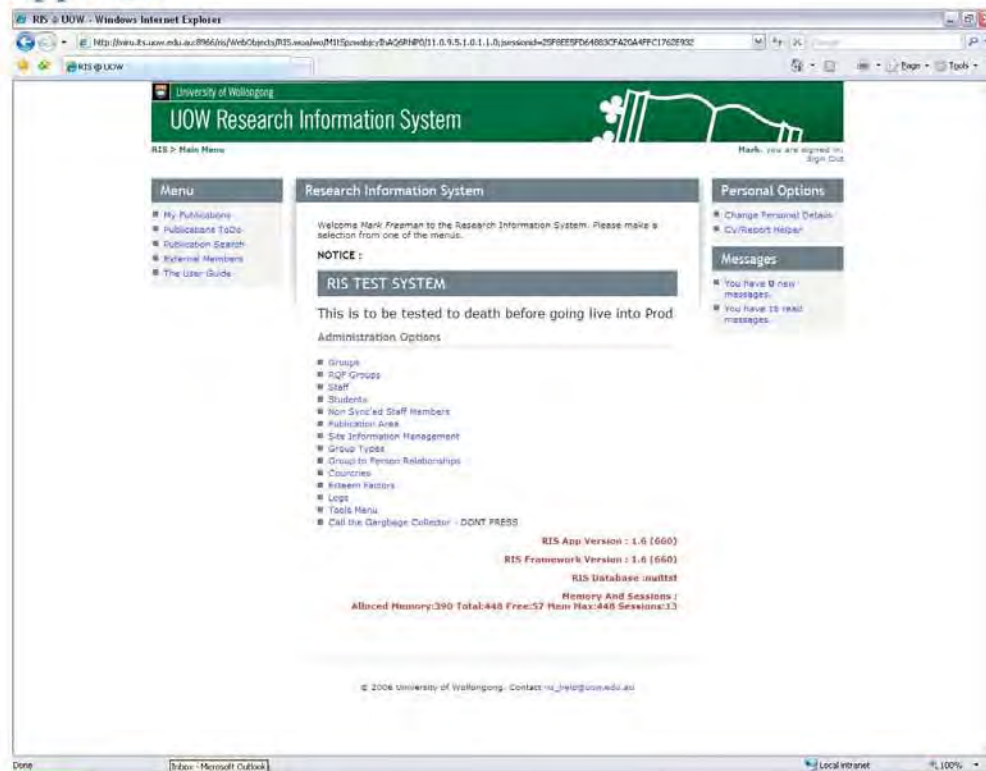 RIS @ UOW - Windows Internet Explorer
RIS @ UOW
Page
Tools
University of Wollongong
UOW Research Information System
RIS > Main Menu
Mark, you are signed in:
Sign Out
Menu
My Publications
Publications ToDo
Publication Search
External Members
The User Guide
Research Information System
Welcome Mark Freeman to the Research Information System. Please make a
selection from one of the menus.
NOTICE :
RIS TEST SYSTEM
This is to be tested to death before going live into Prod
Administration Options
Groups
RQF Groups
Staff
Students
Non Sync'ed Staff Members
Publication Area
Site Information Management
Group Types
Group to Person Relationships
Countries
Esteem Factors
Logs
Tools Menu
Call the Gargbage Collector - DONT PRESS
RIS App Version : 1.6 (660)
RIS Framework Version : 1.6 (660)
RIS Database :
Memory And Sessions :
Alloced Memory:390 Total:448 Free:57 Mem Max:448 Sessions:13
Personal Options
Change Personal Details
CV/Report Helper
Messages
You have 0 new
messages.
You have 10 read
messages.
© 2006 University of Wollongong. Contact ris_help@uow.edu.au
Done
Inbox - Microsoft Outlook
Local intranet
100%